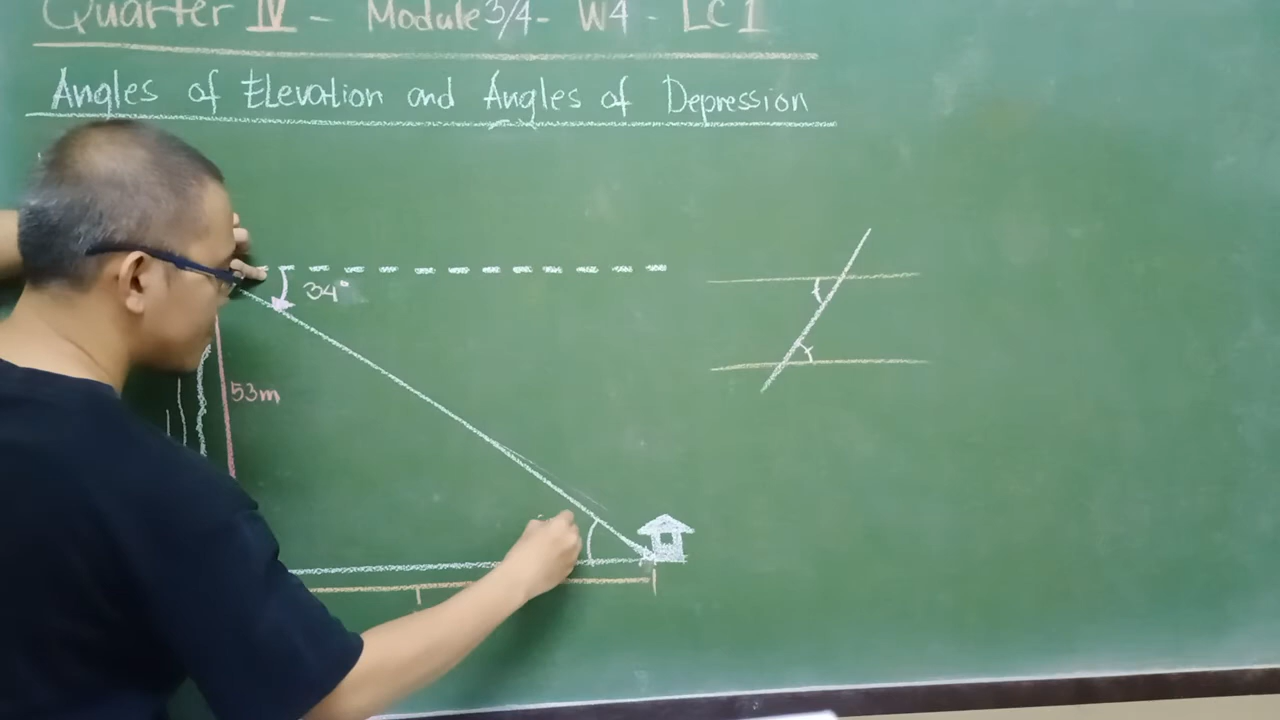 Quarter IV - Module 3/4 - W4 - LC 1
Angles of Elevation and Angles of Depression
34°
53m